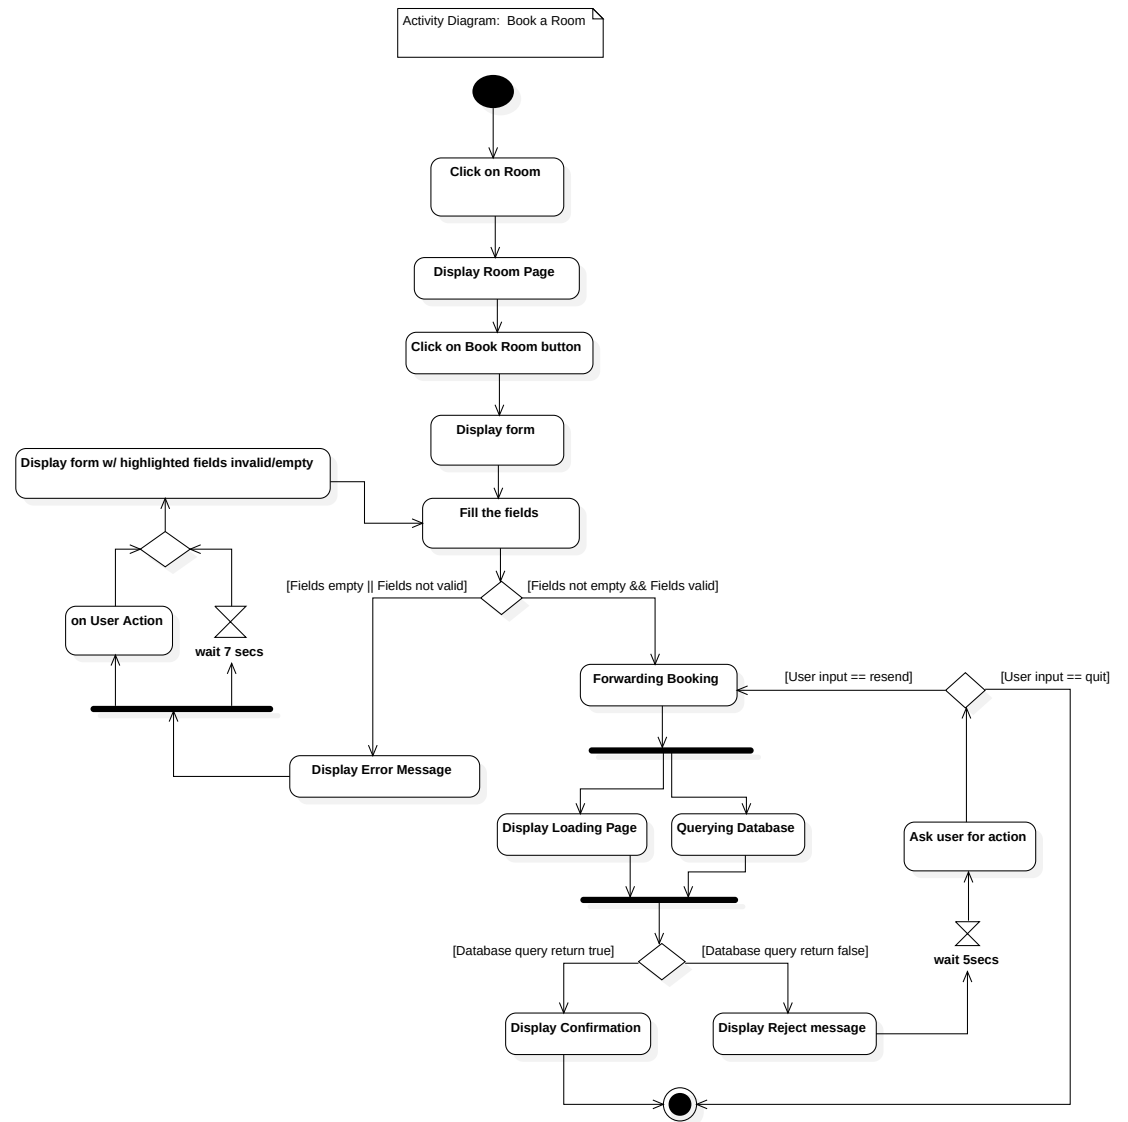 Activity Diagram:  Book a Room
Click on Room
Display Room Page
Click on Book Room button
Display form
Display form w/ highlighted fields invalid/empty
Fill the fields
[Fields empty || Fields not valid]
[Fields not empty && Fields valid]
on User Action
wait 7 secs
Forwarding Booking
[User input == resend]
[User input == quit]
Display Error Message
Display Loading Page
Querying Database
Ask user for action
[Database query return true]
[Database query return false]
wait 5secs
Display Confirmation
Display Reject message